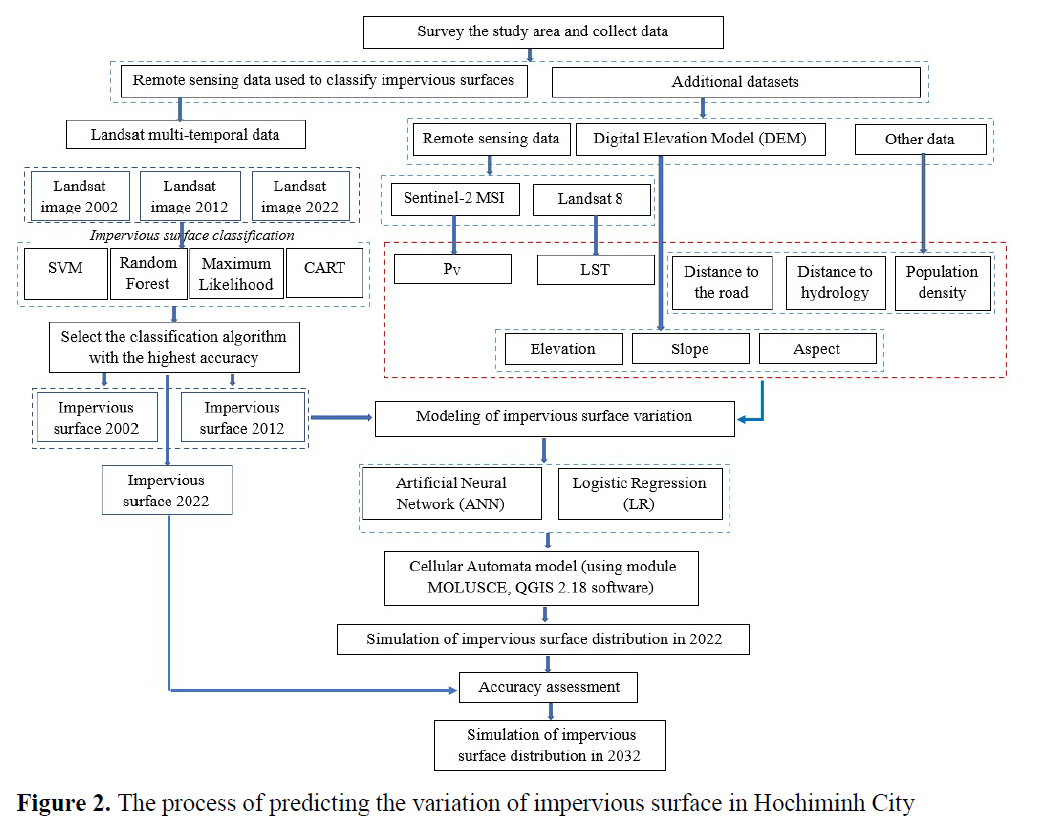 Survey the study area and collect data
Remote sensing data used to classify impervious surfaces
Additional datasets
Landsat multi-temporal data
Remote sensing data
Digital Elevation Model (DEM)
Other data
Landsat
image 2002
Landsat
image 2012
Landsat
image 2022
Sentinel-2 MSI
Landsat 8
Impervious surface classification
SVM
Random
Forest
Maximum
Likelihood
CART
Pv
LST
Distance to
the road
Distance to
hydrology
Population
density
Select the classification algorithm
with the highest accuracy
Elevation
Slope
Aspect
Impervious
surface 2002
Impervious
surface 2012
Modeling of impervious surface variation
Impervious
surface 2022
Artificial Neural
Network (ANN)
Logistic Regression
(LR)
Cellular Automata model (using module
MOLUSCE, QGIS 2.18 software)
Simulation of impervious surface distribution in 2022
Accuracy assessment
Simulation of impervious
surface distribution in 2032
Figure 2. The process of predicting the variation of impervious surface in Hochiminh City